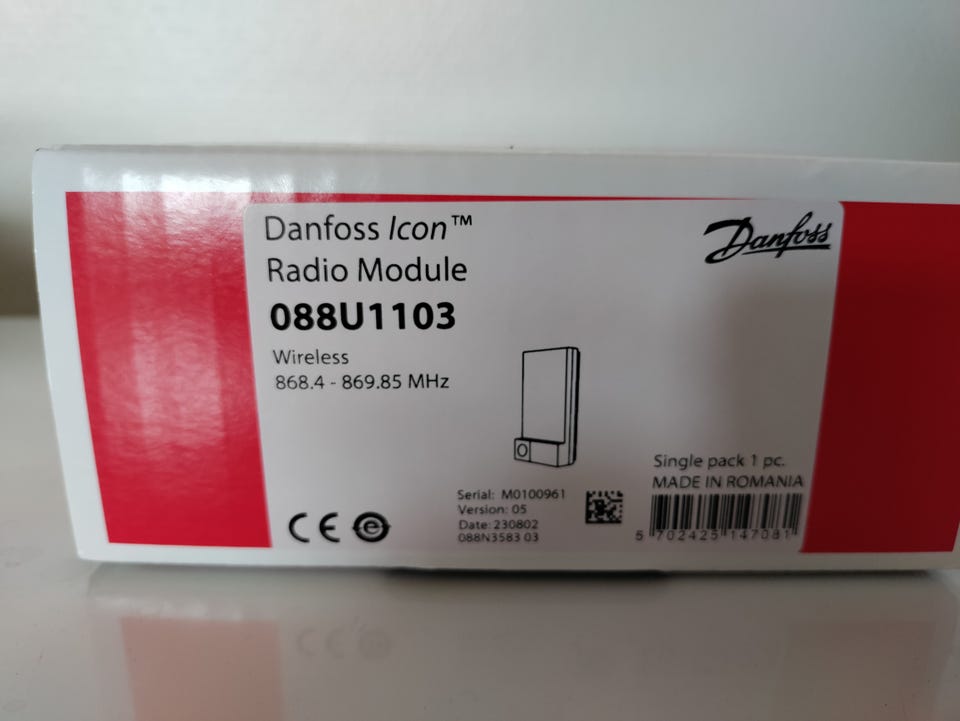 Danfoss Icon™
Radio Module
088U1103
Wireless
868.4 - 869.85 MHz
Danfoss
Serial: M0100961
Version: 05
Date: 230802
088N3583 03
Single pack 1 pc.
MADE IN ROMANIA
5 702425 147081
CE
e